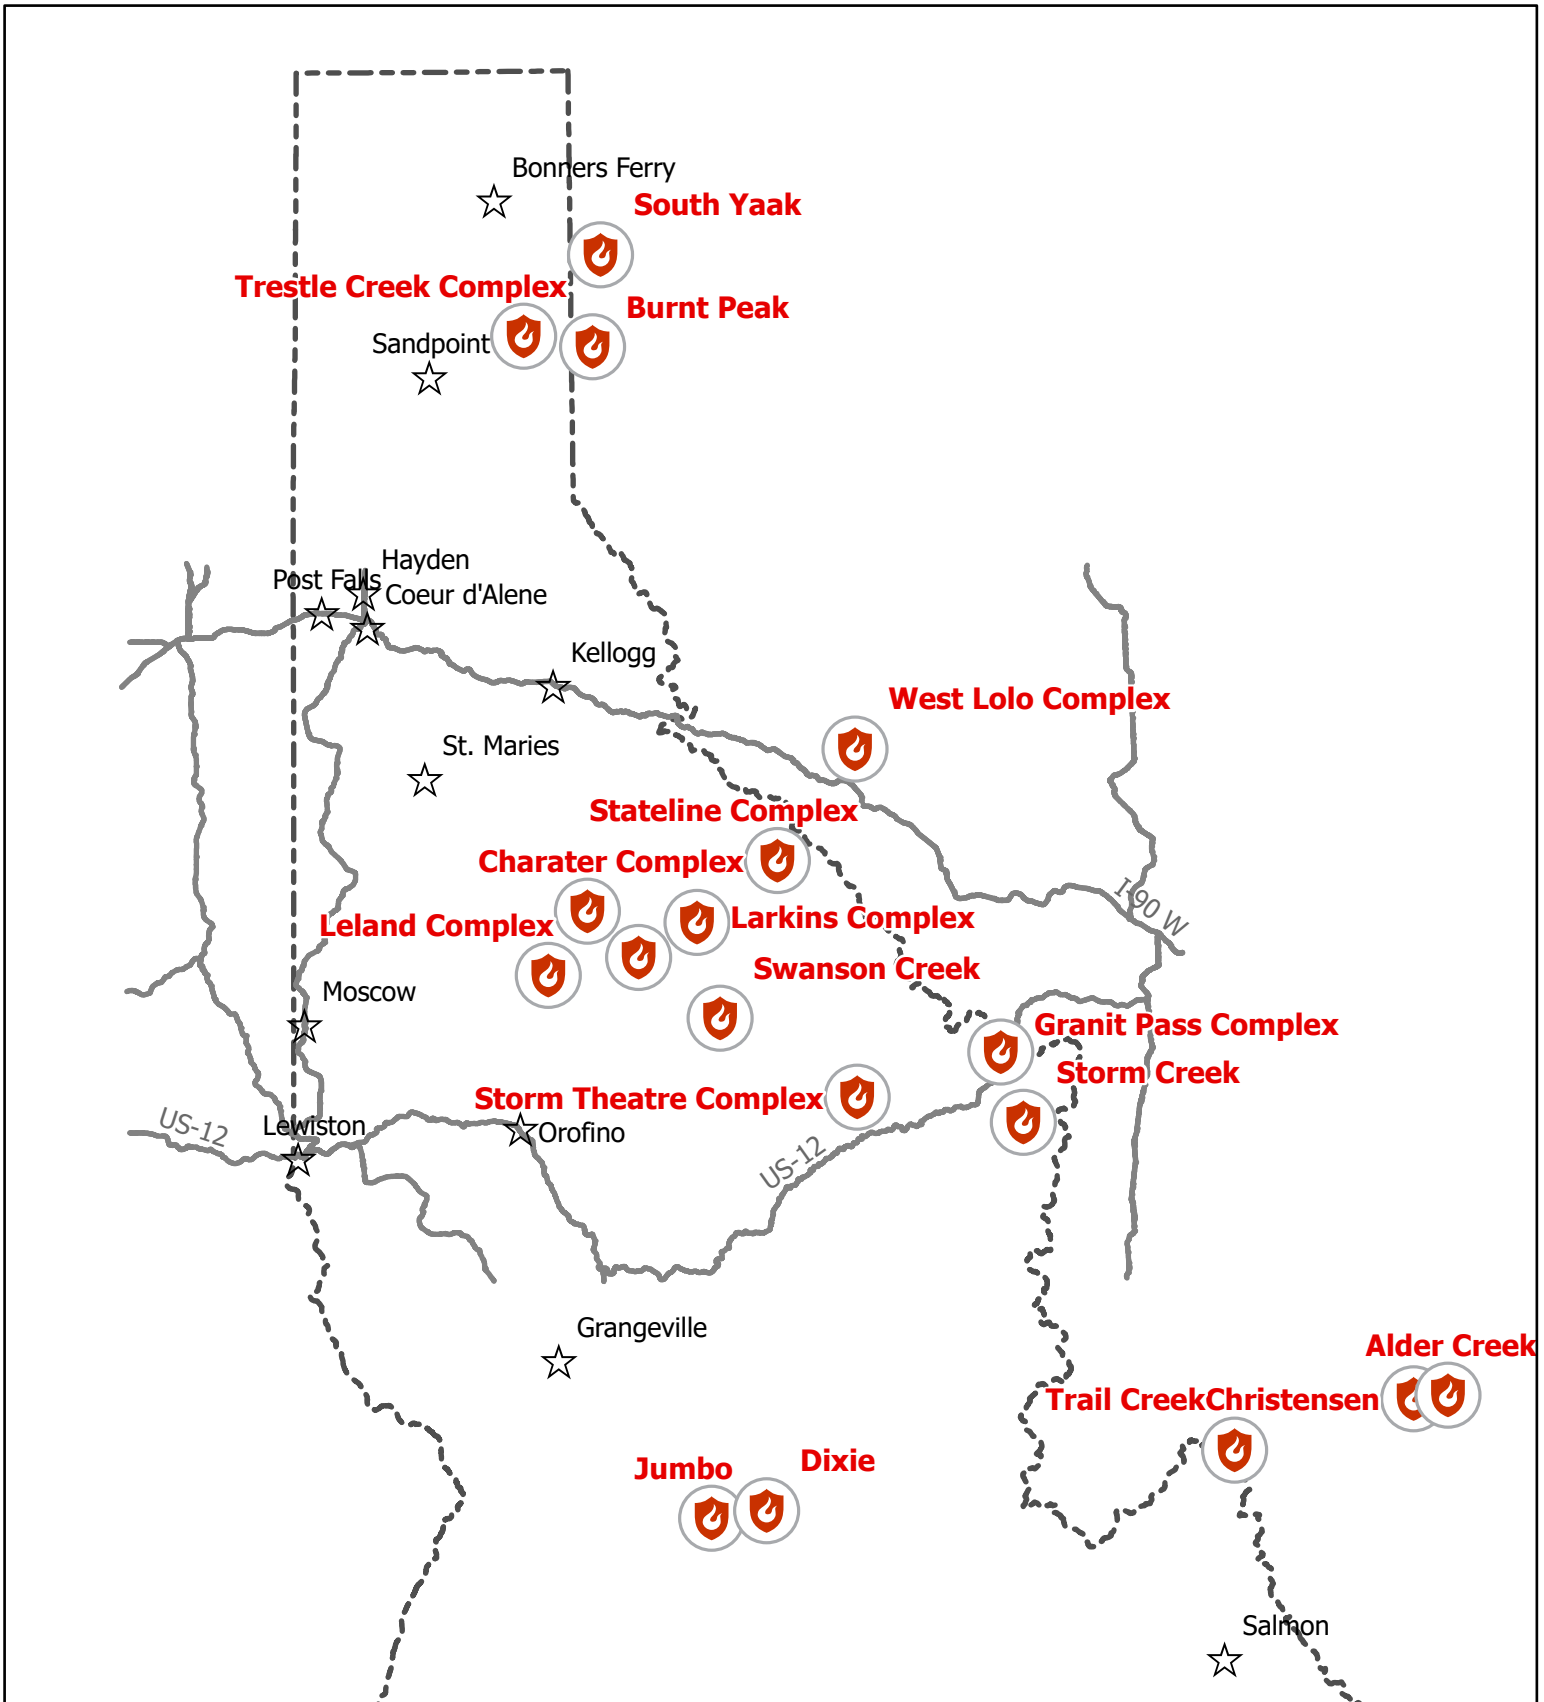 Bonners Ferry
South Yaak
Trestle Creek Complex
Burnt Peak
Sandpoint
Hayden
Post Falls
Coeur d'Alene
Kellogg
West Lolo Complex
St. Maries
Stateline Complex
Charater Complex
I-90 W
Leland Complex
Larkins Complex
Swanson Creek
Moscow
Granit Pass Complex
Storm Creek
Storm Theatre Complex
US-12
Lewiston
Orofino
US-12
Grangeville
Alder Creek
Trail Creek
Christensen
Jumbo
Dixie
Salmon